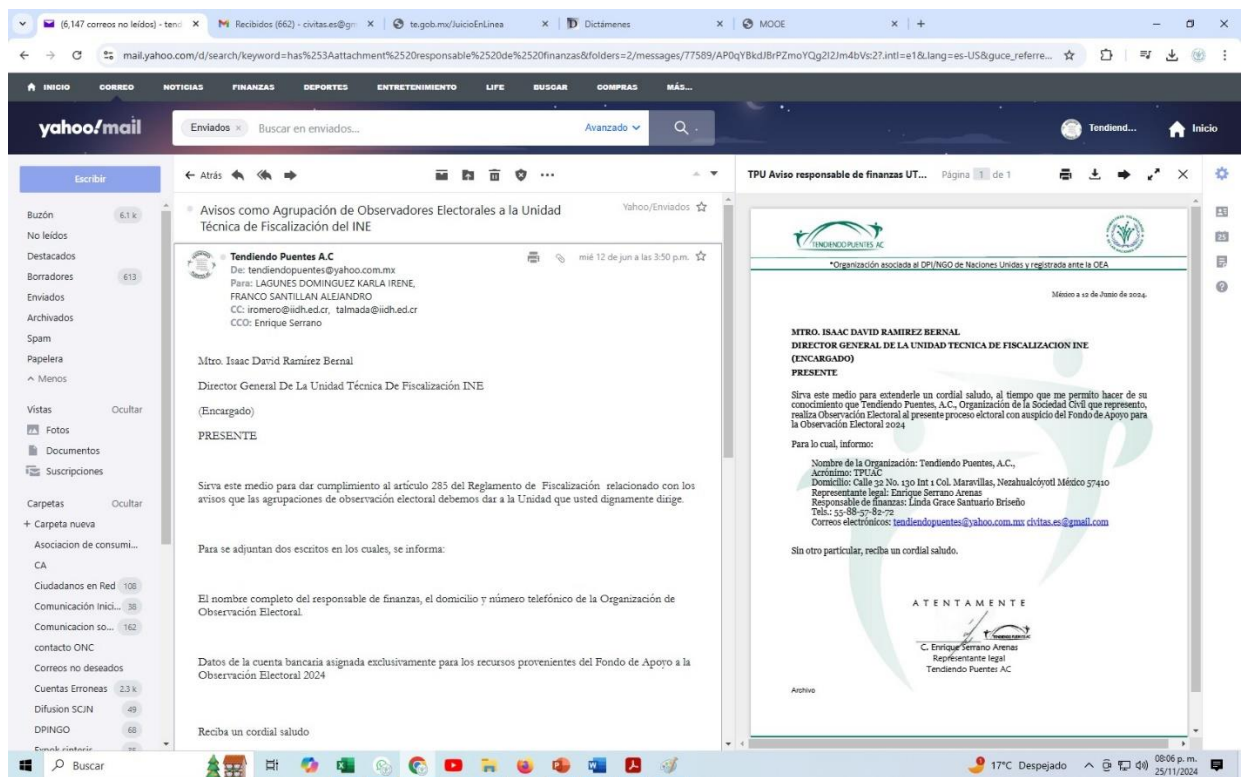 (6,147 correos no leídos) - tend
Recibidos (662) - civitas.es@gm
te.gob.mx/JuicioEnLinea
Dictámenes
MOOE
mail.yahoo.com/d/search/keyword=has%253Aattachment%2520responsable%2520de%2520finanzas&folders=2/messages/77589/AP0qYBkdJBrPZmoYQg2I2Jm4bVs:2?.intl=e1&.lang=es-US&guce_referre...
INICIO CORREO NOTICIAS FINANZAS DEPORTES ENTRETENIMIENTO LIFE BUSCAR COMPRAS MÁS...
yahoo!mail
Enviados × Buscar en enviados... Avanzado
Tendiend... Inicio
Escribir
Buzón 6.1 k
No leídos
Destacados
Borradores 613
Enviados
Archivados
Spam
Papelera
Menos
Vistas Ocultar
Fotos
Documentos
Suscripciones
Carpetas Ocultar
+ Carpeta nueva
Asociacion de consumi...
CA
Ciudadanos en Red 108
Comunicación Inici... 38
Comunicacion so... 162
contacto ONC
Correos no deseados
Cuentas Erroneas 2.3 k
Difusion SCJN 49
DPINGO 68
Atrás
Avisos como Agrupación de Observadores Electorales a la Unidad
Técnica de Fiscalización del INE
Yahoo/Enviados
Tendiendo Puentes A.C
mié 12 de jun a las 3:50 p.m.
De: tendiendopuentes@yahoo.com.mx
Para: LAGUNES DOMINGUEZ KARLA IRENE,
FRANCO SANTILLAN ALEJANDRO
CC: iromero@iidh.ed.cr, talmada@iidh.ed.cr
CCO: Enrique Serrano
Mtro. Isaac David Ramírez Bernal
Director General De La Unidad Técnica De Fiscalización INE
(Encargado)
PRESENTE
Sirva este medio para dar cumplimiento al artículo 285 del Reglamento de Fiscalización relacionado con los
avisos que las agrupaciones de observación electoral debemos dar a la Unidad que usted dignamente dirige.
Para se adjuntan dos escritos en los cuales, se informa:
El nombre completo del responsable de finanzas, el domicilio y número telefónico de la Organización de
Observación Electoral.
Datos de la cuenta bancaria asignada exclusivamente para los recursos provenientes del Fondo de Apoyo a la
Observación Electoral 2024
Reciba un cordial saludo
TPU Aviso responsable de finanzas UT... Página 1 de 1
TENDIENDO PUENTES AC
*Organización asociada al DPI/NGO de Naciones Unidas y registrada ante la OEA
México a 12 de Junio de 2024.
MTRO. ISAAC DAVID RAMIREZ BERNAL
DIRECTOR GENERAL DE LA UNIDAD TECNICA DE FISCALIZACION INE
(ENCARGADO)
PRESENTE
Sirva este medio para extenderle un cordial saludo, al tiempo que me permito hacer de su
conocimiento que Tendiendo Puentes, A.C., Organización de la Sociedad Civil que represento,
realiza Observación Electoral al presente proceso elctoral con auspicio del Fondo de Apoyo para
la Observación Electoral 2024
Para lo cual, informo:
Nombre de la Organización: Tendiendo Puentes, A.C.,
Acrónimo: TPUAC
Domicilio: Calle 32 No. 130 Int 1 Col. Maravillas, Nezahualcóyotl México 57410
Representante legal: Enrique Serrano Arenas
Responsable de finanzas: Linda Grace Santuario Briseño
Tels.: 55-88-57-82-72
Correos electrónicos: tendiendopuentes@yahoo.com.mx civitas.es@gmail.com
Sin otro particular, reciba un cordial saludo.
A T E N T A M E N T E
C. Enrique Serrano Arenas
Representante legal
Tendiendo Puentes AC
Archivo
Buscar
17°C Despejado
08:06 p. m.
25/11/2024